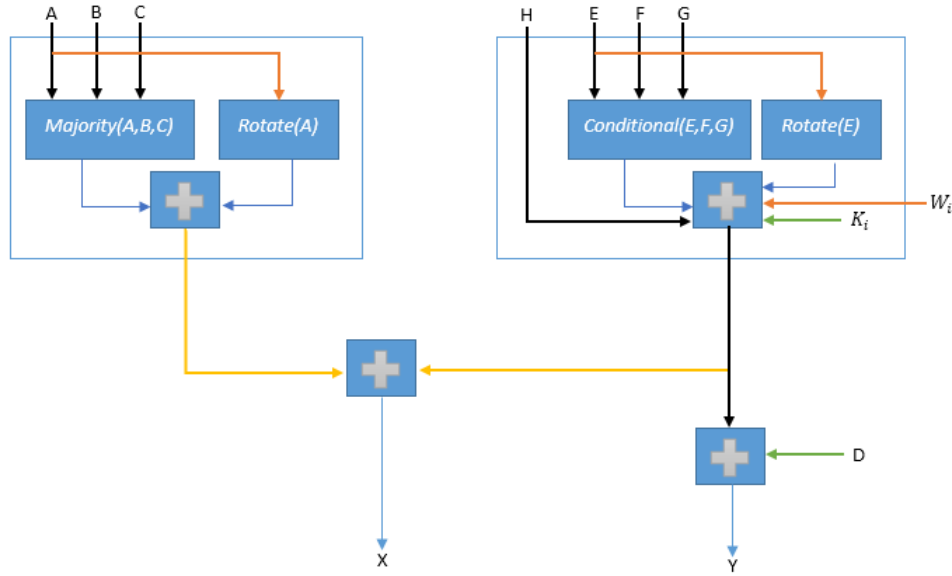 A B C H E F G
Majority(A,B,C) Rotate(A) Conditional(E,F,G) Rotate(E)
W_i
K_i
D
X Y